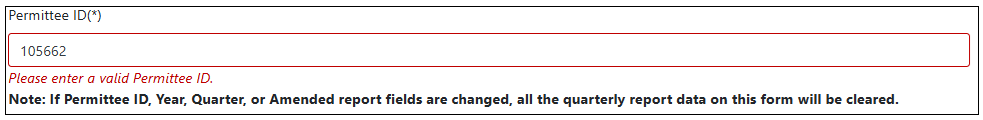 Permittee ID(*)
105662
Please enter a valid Permittee ID.
Note: If Permittee ID, Year, Quarter, or Amended report fields are changed, all the quarterly report data on this form will be cleared.